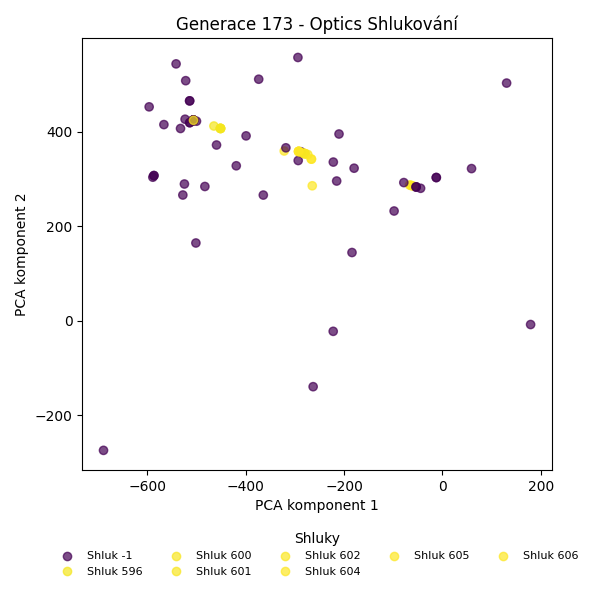 Generace 173 - Optics Shlukování
PCA komponent 2
400
200
0
−200
−600
−400
−200
0
200
PCA komponent 1
Shluky
Shluk -1
Shluk 600
Shluk 602
Shluk 605
Shluk 606
Shluk 596
Shluk 601
Shluk 604